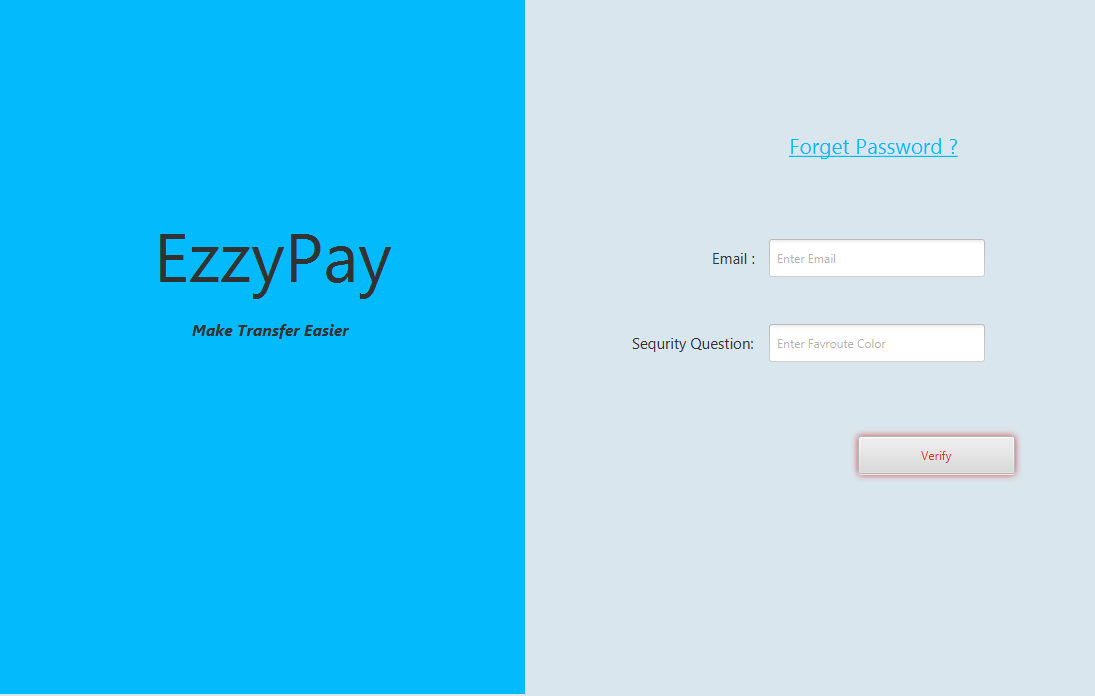 EzzyPay
Make Transfer Easier
Forget Password ?
Email :
Enter Email
Sequrity Question:
Enter Favroute Color
Verify